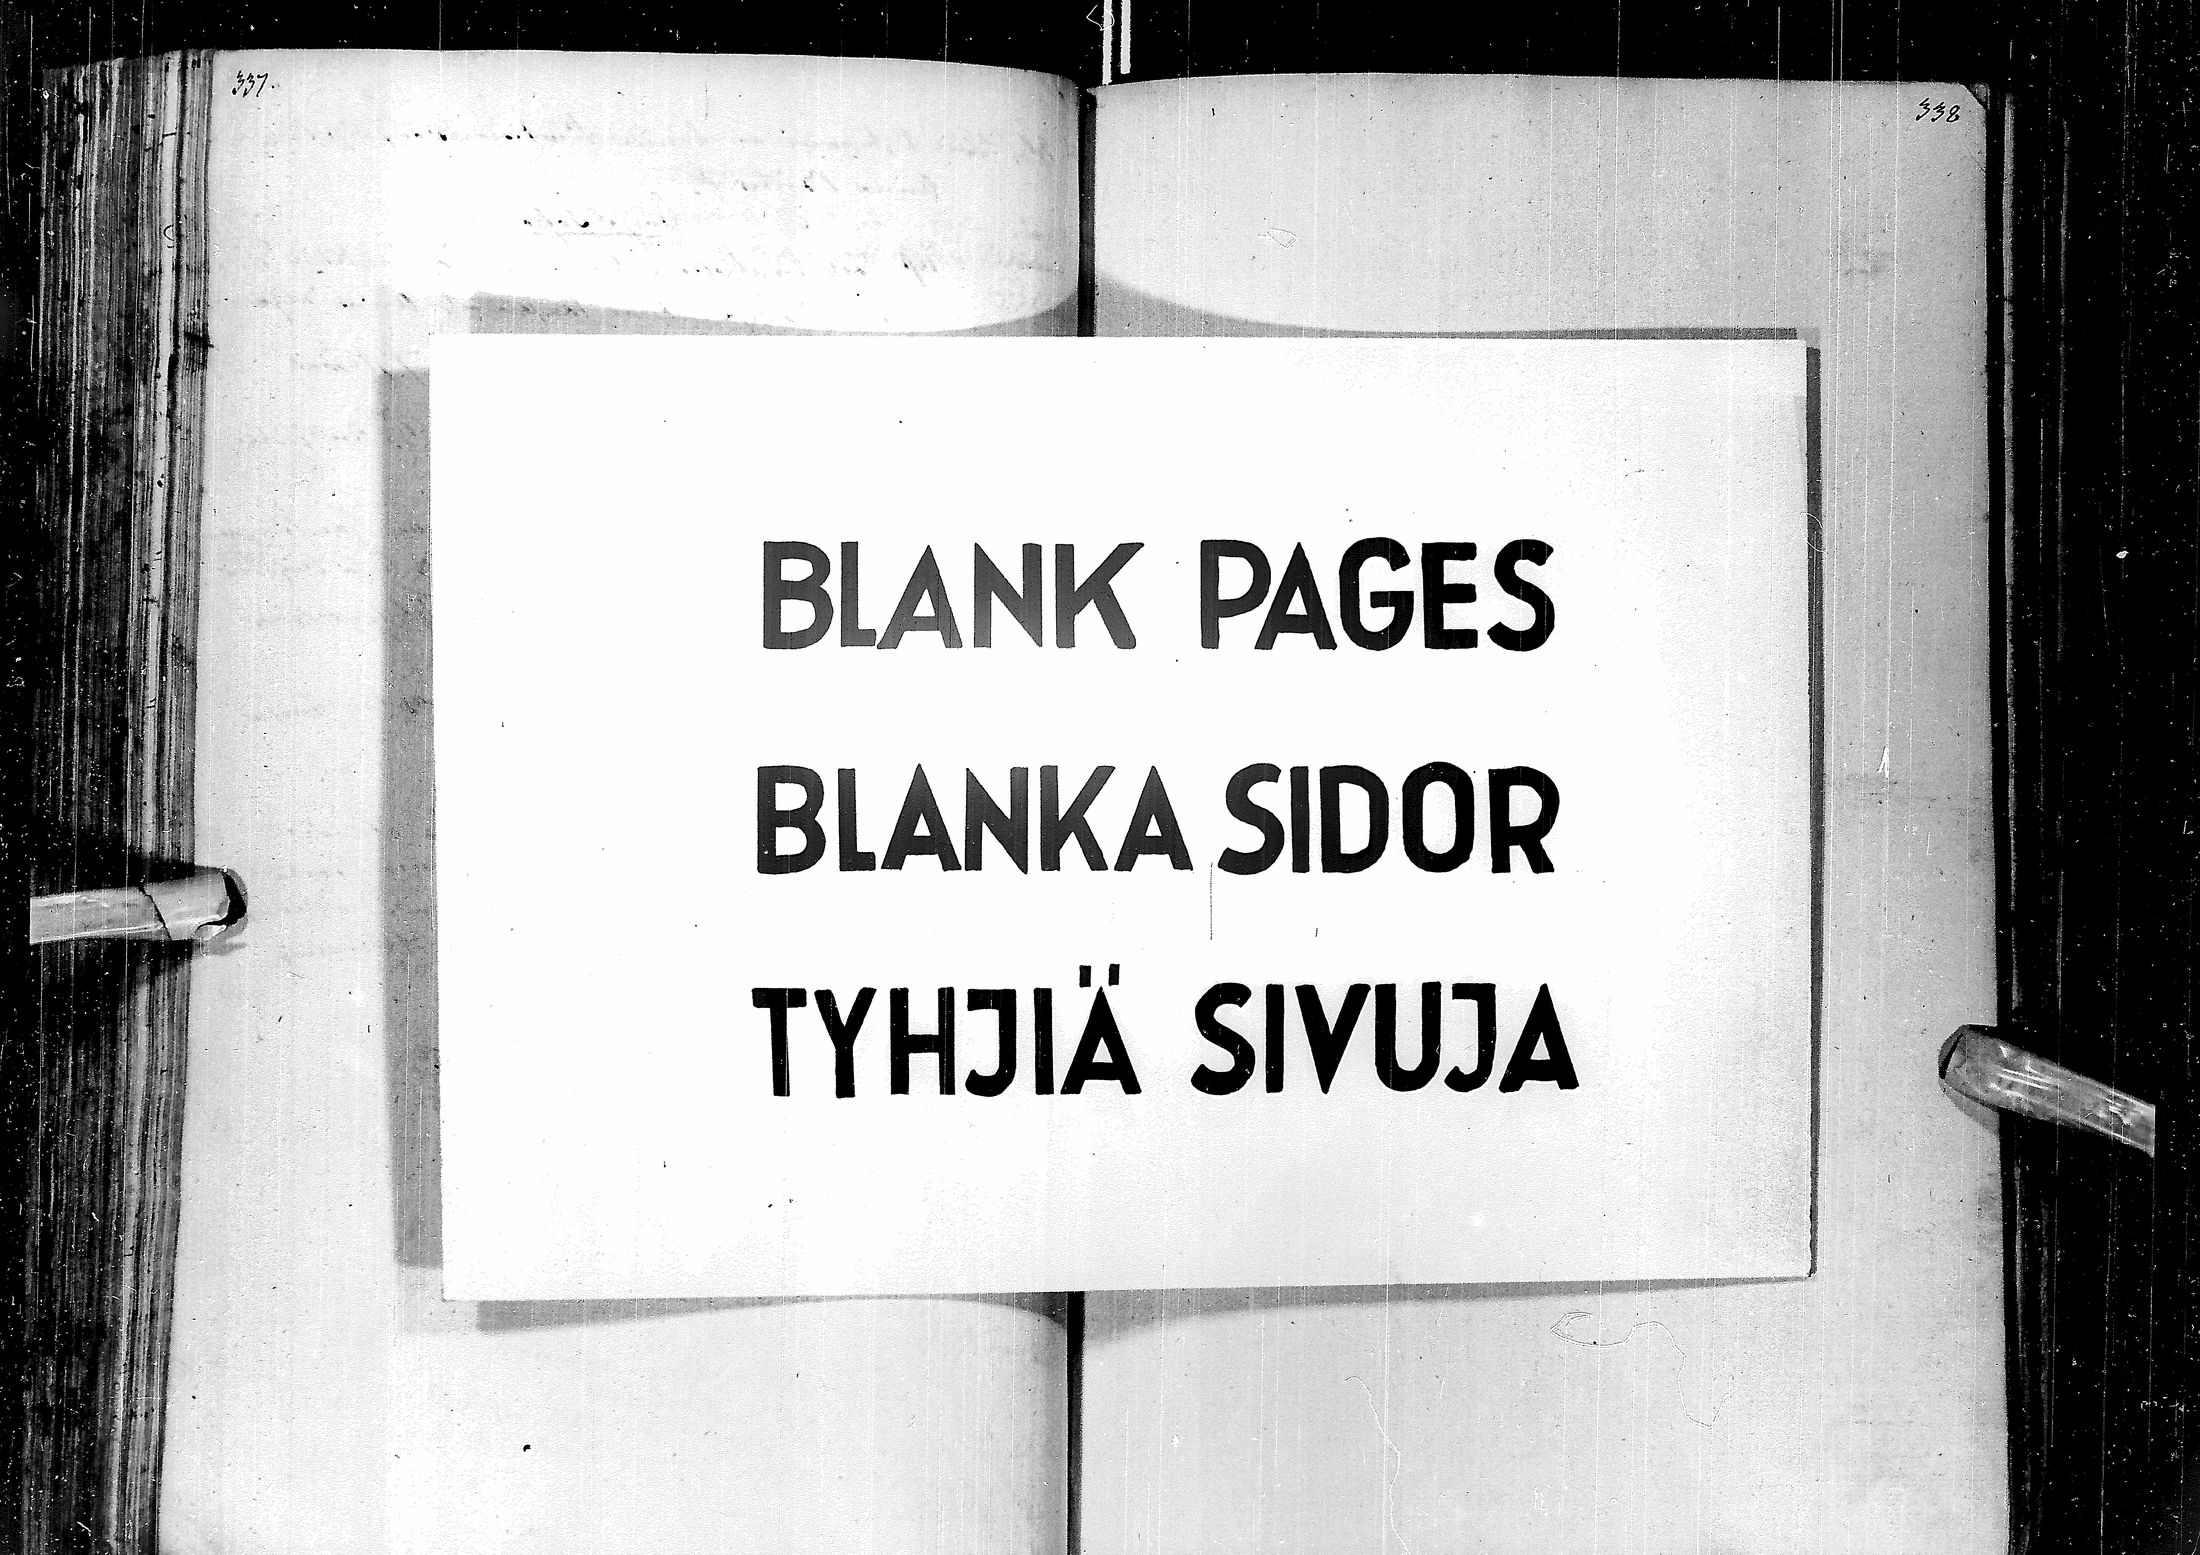 337.
338
BLANK PAGES
BLANKA SIDOR
TYHJIÄ SIVUJA